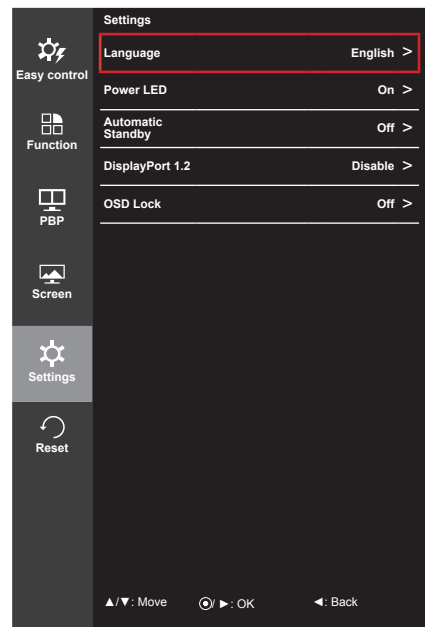 Settings
Easy control
Function
PBP
Screen
Settings
Reset
Language English >
Power LED On >
Automatic
Standby Off >
DisplayPort 1.2 Disable >
OSD Lock Off >
▲/▼: Move ◉/ ►: OK ◄: Back